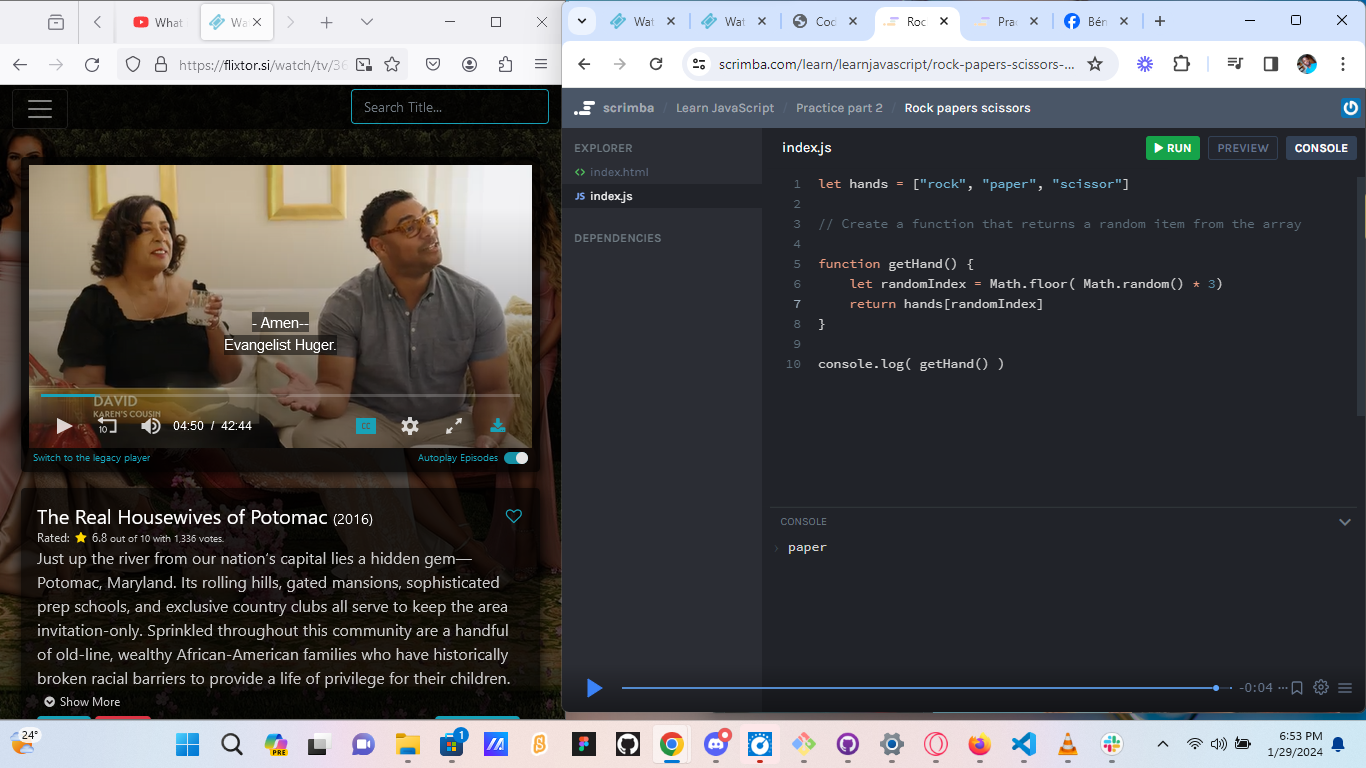 What
Wa
https://flixtor.si/watch/tv/36
Search Title...
- Amen--
Evangelist Huger.
DAVID
KAREN'S COUSIN
10
04:50 / 42:44
CC
Switch to the legacy player
Autoplay Episodes
The Real Housewives of Potomac (2016)
Rated: 6.8 out of 10 with 1,336 votes.
Just up the river from our nation's capital lies a hidden gem—
Potomac, Maryland. Its rolling hills, gated mansions, sophisticated
prep schools, and exclusive country clubs all serve to keep the area
invitation-only. Sprinkled throughout this community are a handful
of old-line, wealthy African-American families who have historically
broken racial barriers to provide a life of privilege for their children.
Show More
Wat
Wat
Cod
Roc
Pra
Bén
scrimba.com/learn/learnjavascript/rock-papers-scissors-...
scrimba / Learn JavaScript / Practice part 2 / Rock papers scissors
EXPLORER
index.html
JS index.js
DEPENDENCIES
index.js
RUN
PREVIEW
CONSOLE
1 let hands = ["rock", "paper", "scissor"]
2
3 // Create a function that returns a random item from the array
4
5 function getHand() {
6 let randomIndex = Math.floor( Math.random() * 3)
7 return hands[randomIndex]
8 }
9
10 console.log( getHand() )
CONSOLE
› paper
-0:04
24°
PRE
1
6:53 PM
1/29/2024